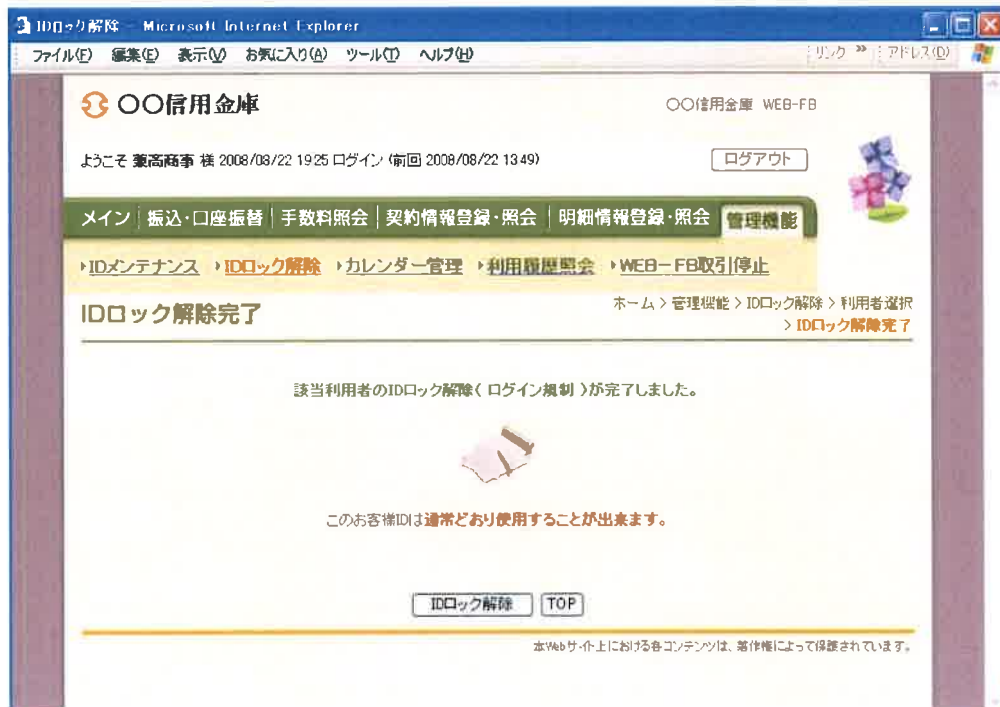 IDロック解除 - Microsoft Internet Explorer
ファイル(F) 編集(E) 表示(V) お気に入り(A) ツール(T) ヘルプ(H) リンク » アドレス(D)
〇〇信用金庫
〇〇信用金庫 WEB-FB
ようこそ 兼高商事 様 2008/08/22 19:25 ログイン (前回 2008/08/22 13:49)
ログアウト
メイン 振込・口座振替 手数料照会 契約情報登録・照会 明細情報登録・照会 管理機能
IDメンテナンス IDロック解除 カレンダー管理 利用履歴照会 WEB-FB取引停止
IDロック解除完了
ホーム > 管理機能 > IDロック解除 > 利用者選択
> IDロック解除完了
該当利用者のIDロック解除( ログイン規制 )が完了しました。
このお客様IDは通常どおり使用することが出来ます。
IDロック解除 TOP
本Webサイト上における各コンテンツは、著作権によって保護されています。